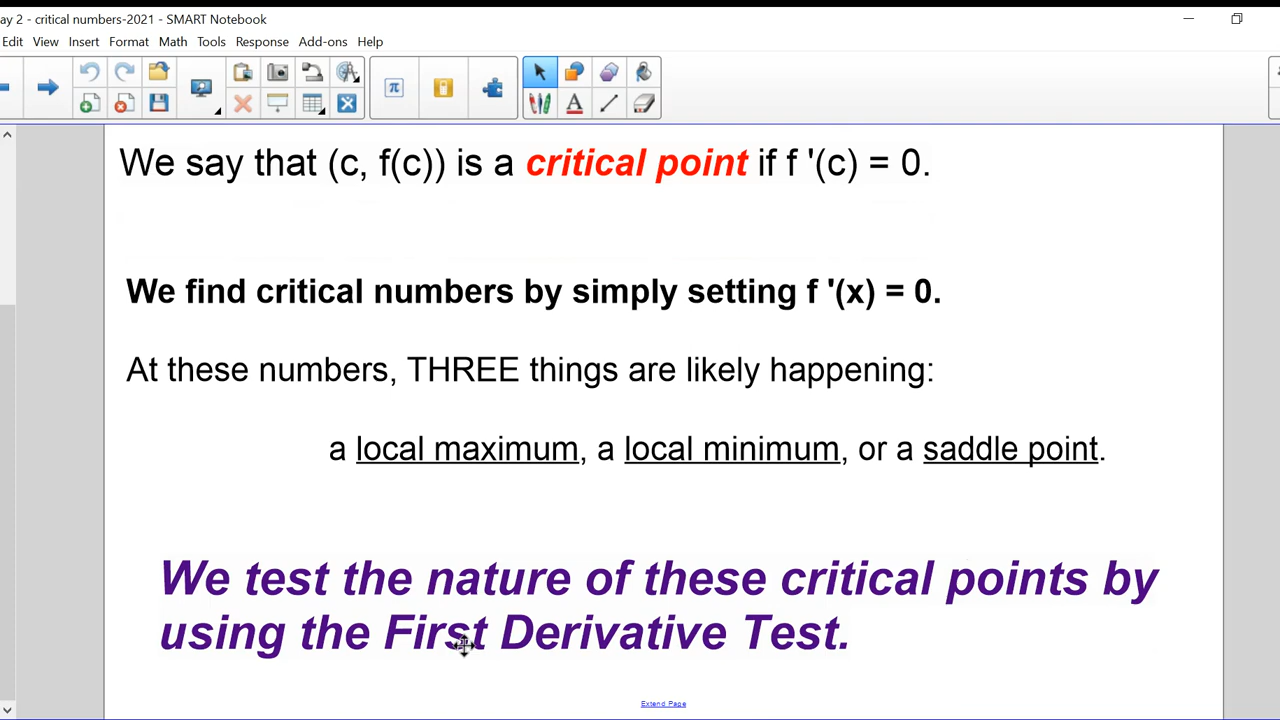 ay 2 - critical numbers-2021 - SMART Notebook
Edit View Insert Format Math Tools Response Add-ons Help
π
A
We say that (c, f(c)) is a critical point if f '(c) = 0.
We find critical numbers by simply setting f '(x) = 0.
At these numbers, THREE things are likely happening:
a local maximum, a local minimum, or a saddle point.
We test the nature of these critical points by
using the First Derivative Test.
Extend Page